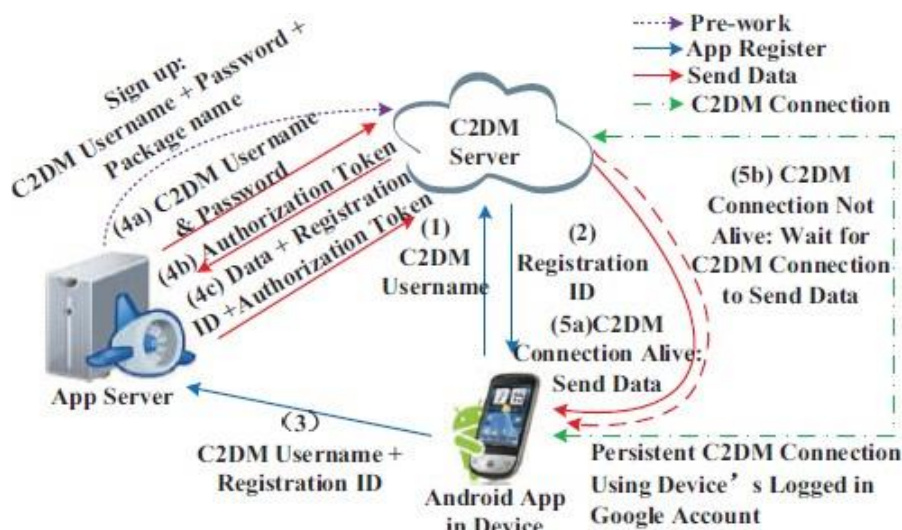 Pre-work
App Register
Send Data
C2DM Connection
Sign up:
C2DM Username + Password +
Package name
C2DM
Server
(4a) C2DM Username
& Password
(4b) Authorization Token
(4c) Data + Registration
ID +Authorization Token
(1)
C2DM
Username
(2)
Registration
ID
(5b) C2DM
Connection Not
Alive: Wait for
C2DM Connection
to Send Data
(5a)C2DM
Connection Alive:
Send Data
App Server
(3)
C2DM Username +
Registration ID
Android App
in Device
Persistent C2DM Connection
Using Device’s Logged in
Google Account